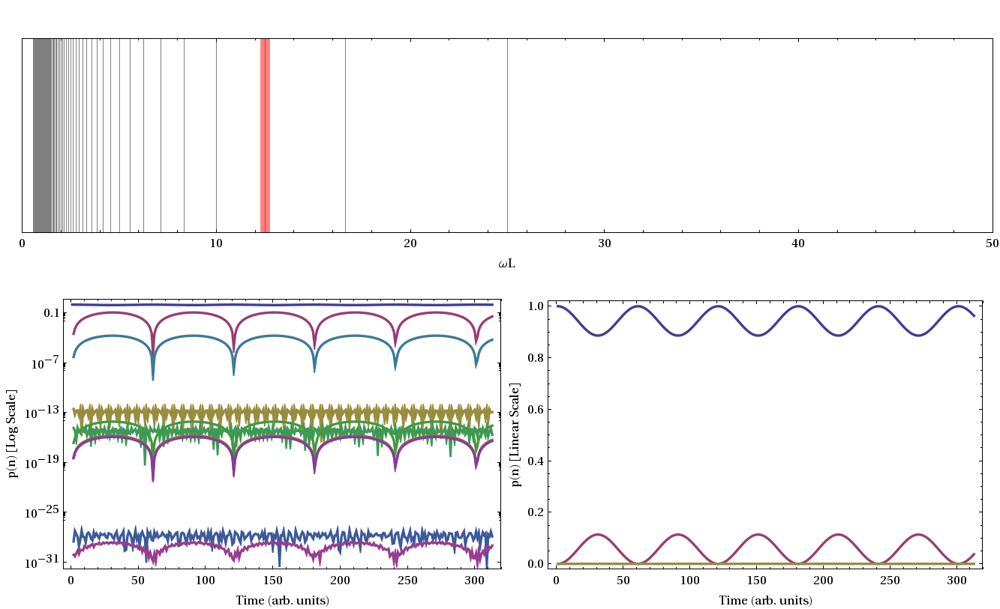 0 10 20 30 40 50
ωL
p(n) [Log Scale]
0.1
10−7
10−13
10−19
10−25
10−31
0 50 100 150 200 250 300
Time (arb. units)
p(n) [Linear Scale]
1.0
0.8
0.6
0.4
0.2
0.0
0 50 100 150 200 250 300
Time (arb. units)